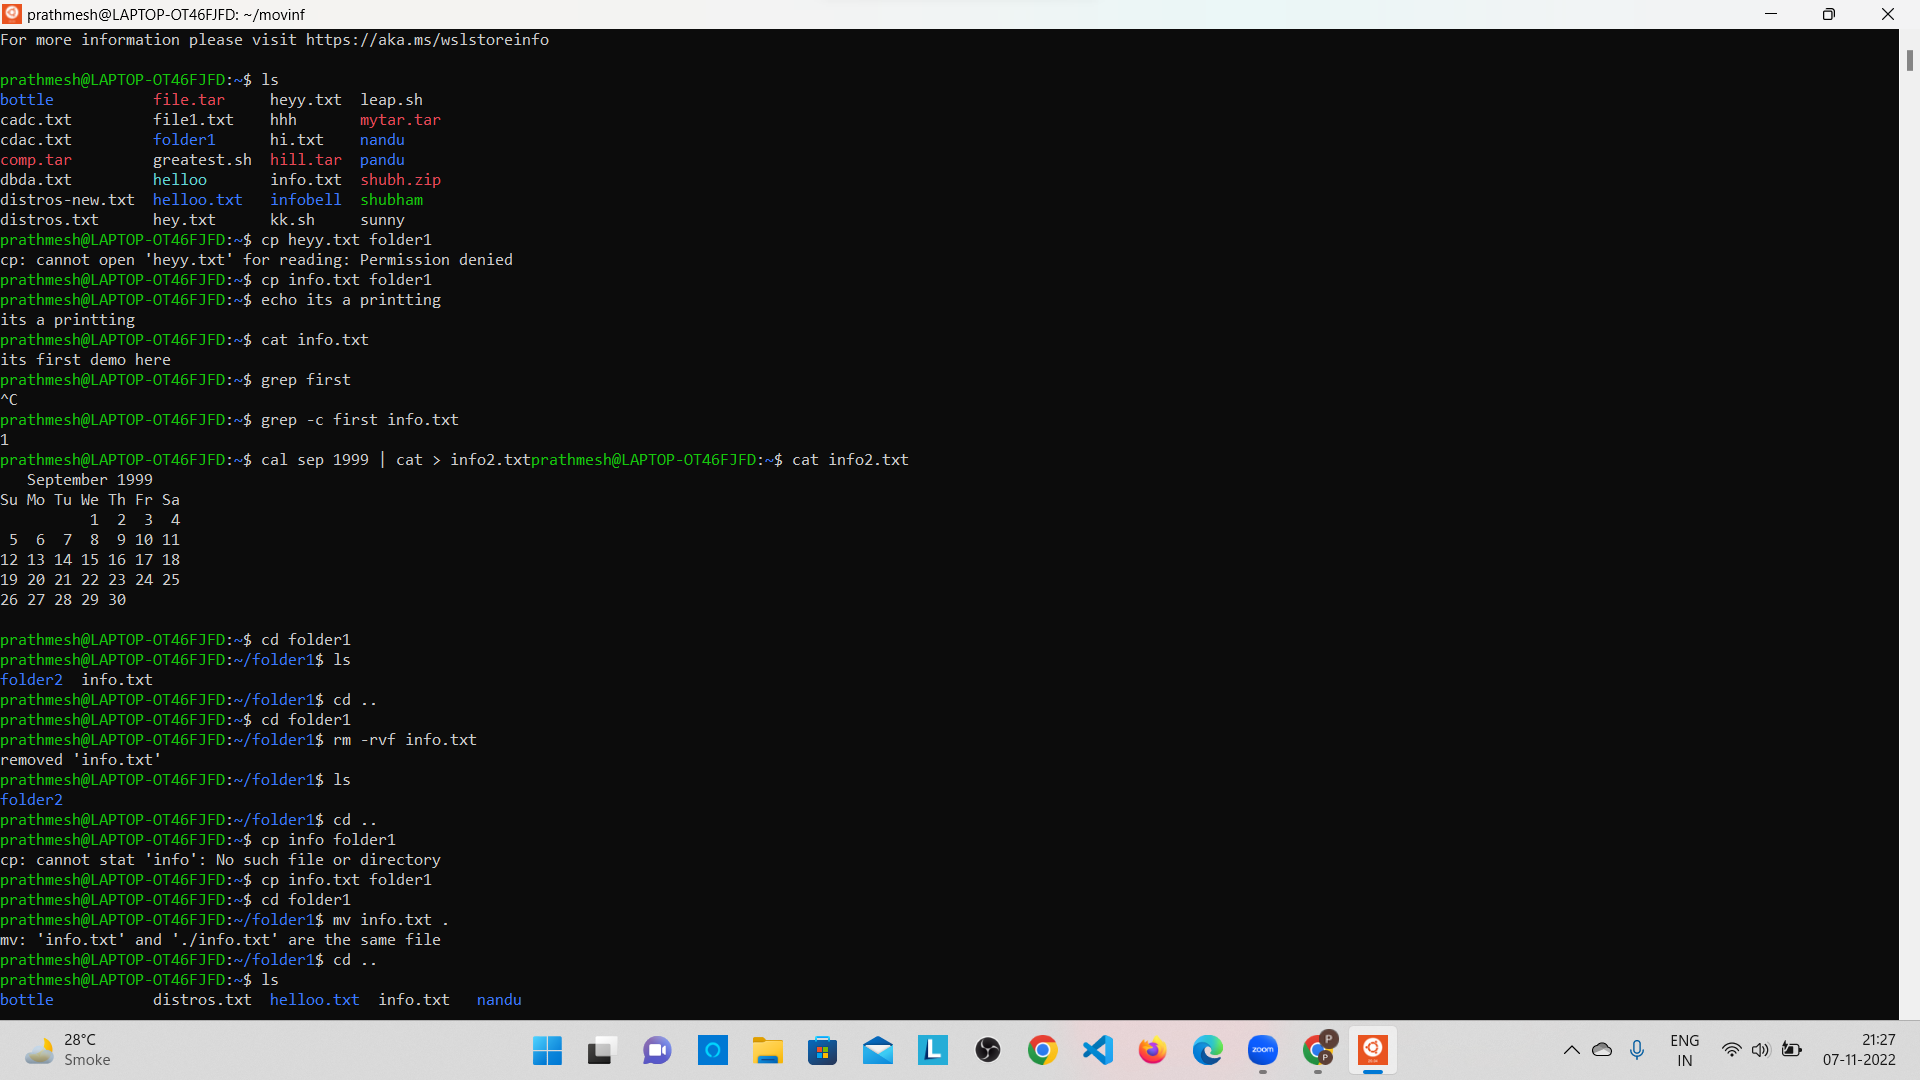 prathmesh@LAPTOP-OT46FJFD: ~/movinf
For more information please visit https://aka.ms/wslstoreinfo
prathmesh@LAPTOP-OT46FJFD:~$ ls
bottle           file.tar     heyy.txt  leap.sh
cadc.txt         file1.txt    hhh       mytar.tar
cdac.txt         folder1      hi.txt    nandu
comp.tar         greatest.sh  hill.tar  pandu
dbda.txt         helloo       info.txt  shubh.zip
distros-new.txt  helloo.txt   infobell  shubham
distros.txt      hey.txt      kk.sh     sunny
prathmesh@LAPTOP-OT46FJFD:~$ cp heyy.txt folder1
cp: cannot open 'heyy.txt' for reading: Permission denied
prathmesh@LAPTOP-OT46FJFD:~$ cp info.txt folder1
prathmesh@LAPTOP-OT46FJFD:~$ echo its a printting
its a printting
prathmesh@LAPTOP-OT46FJFD:~$ cat info.txt
its first demo here
prathmesh@LAPTOP-OT46FJFD:~$ grep first
^C
prathmesh@LAPTOP-OT46FJFD:~$ grep -c first info.txt
1
prathmesh@LAPTOP-OT46FJFD:~$ cal sep 1999 | cat > info2.txtprathmesh@LAPTOP-OT46FJFD:~$ cat info2.txt
   September 1999
Su Mo Tu We Th Fr Sa
          1  2  3  4
 5  6  7  8  9 10 11
12 13 14 15 16 17 18
19 20 21 22 23 24 25
26 27 28 29 30
prathmesh@LAPTOP-OT46FJFD:~$ cd folder1
prathmesh@LAPTOP-OT46FJFD:~/folder1$ ls
folder2  info.txt
prathmesh@LAPTOP-OT46FJFD:~/folder1$ cd ..
prathmesh@LAPTOP-OT46FJFD:~$ cd folder1
prathmesh@LAPTOP-OT46FJFD:~/folder1$ rm -rvf info.txt
removed 'info.txt'
prathmesh@LAPTOP-OT46FJFD:~/folder1$ ls
folder2
prathmesh@LAPTOP-OT46FJFD:~/folder1$ cd ..
prathmesh@LAPTOP-OT46FJFD:~$ cp info folder1
cp: cannot stat 'info': No such file or directory
prathmesh@LAPTOP-OT46FJFD:~$ cp info.txt folder1
prathmesh@LAPTOP-OT46FJFD:~$ cd folder1
prathmesh@LAPTOP-OT46FJFD:~/folder1$ mv info.txt .
mv: 'info.txt' and './info.txt' are the same file
prathmesh@LAPTOP-OT46FJFD:~/folder1$ cd ..
prathmesh@LAPTOP-OT46FJFD:~$ ls
bottle           distros.txt  helloo.txt  info.txt   nandu
28°C
Smoke
L
zoom
P
P
ENG
IN
21:27
07-11-2022